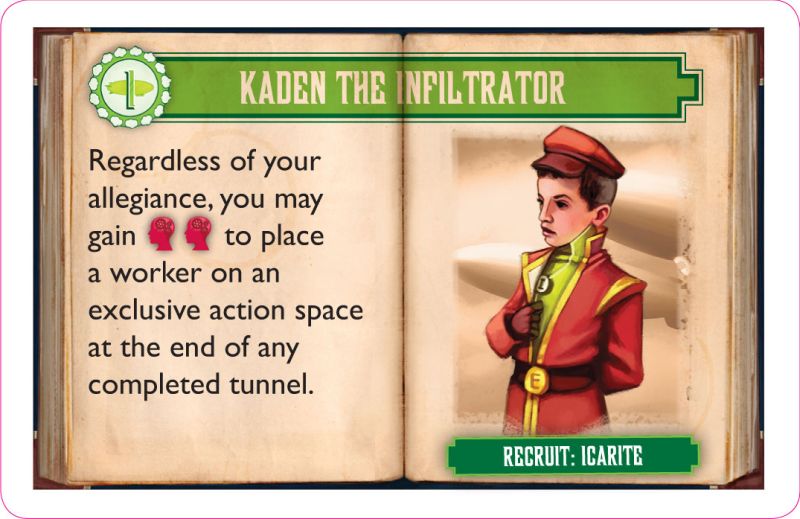 KADEN THE INFILTRATOR
Regardless of your
allegiance, you may
gain to place
a worker on an
exclusive action space
at the end of any
completed tunnel.
E
E
RECRUIT: ICARITE